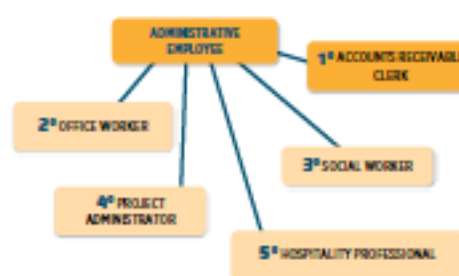 ADMINISTRATIVE
EMPLOYEE
1º ACCOUNTS RECEIVABLE
CLERK
2º OFFICE WORKER
3º SOCIAL WORKER
4º PROJECT
ADMINISTRATOR
5º HOSPITALITY PROFESSIONAL